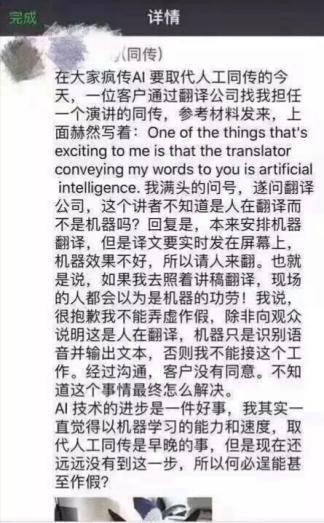 完成
详情
(同传)
在大家疯传AI 要取代人工同传的今
天，一位客户通过翻译公司找我担任
一个演讲的同传，参考材料发来，上
面赫然写着：One of the things that's
exciting to me is that the translator
conveying my words to you is artificial
intelligence. 我满头的问号，遂问翻译
公司，这个讲者不知道是人在翻译而
不是机器吗？回复是，本来安排机器
翻译，但是译文要实时发在屏幕上，
机器效果不好，所以请人来翻。也就
是说，如果我去照着讲稿翻译，现场
的人都会以为是机器的功劳！我说，
很抱歉我不能弄虚作假，除非向观众
说明这是人在翻译，机器只是识别语
音并输出文本，否则我不能接这个工
作。经过沟通，客户没有同意。不知
道这个事情最终怎么解决。
AI 技术的进步是一件好事，我其实一
直觉得以机器学习的能力和速度，取
代人工同传是早晚的事，但是现在还
远远没有到这一步，所以何必逞能甚
至作假？